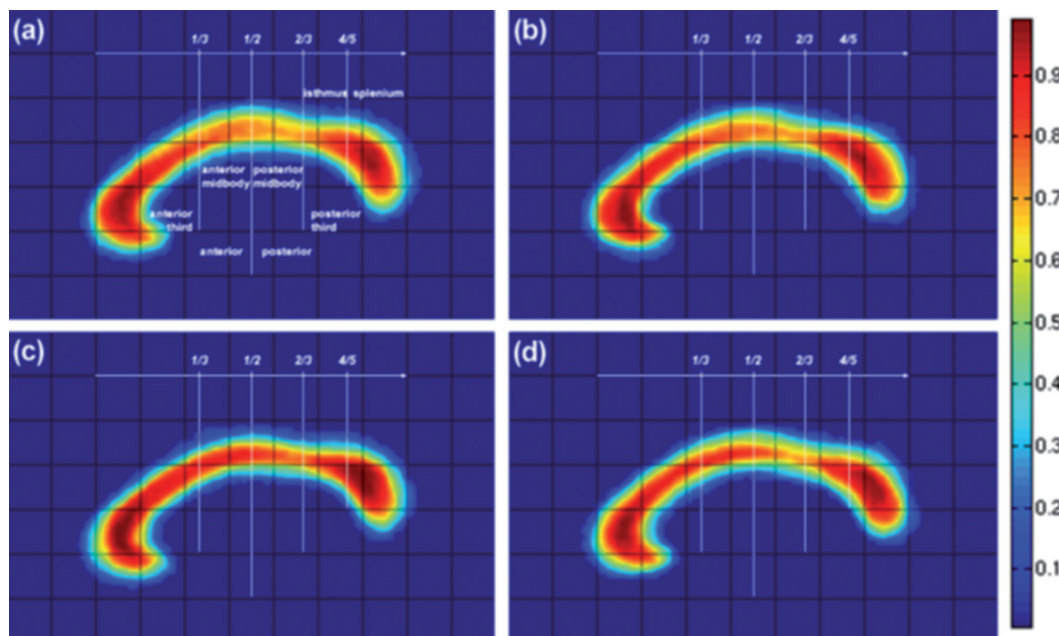 (a)
1/3 1/2 2/3 4/5
isthmus splenium
anterior posterior
midbody midbody
anterior posterior
third third
anterior posterior
(b)
1/3 1/2 2/3 4/5
0.9
0.8
0.7
0.6
0.5
0.4
0.3
0.2
0.1
(c)
1/3 1/2 2/3 4/5
(d)
1/3 1/2 2/3 4/5